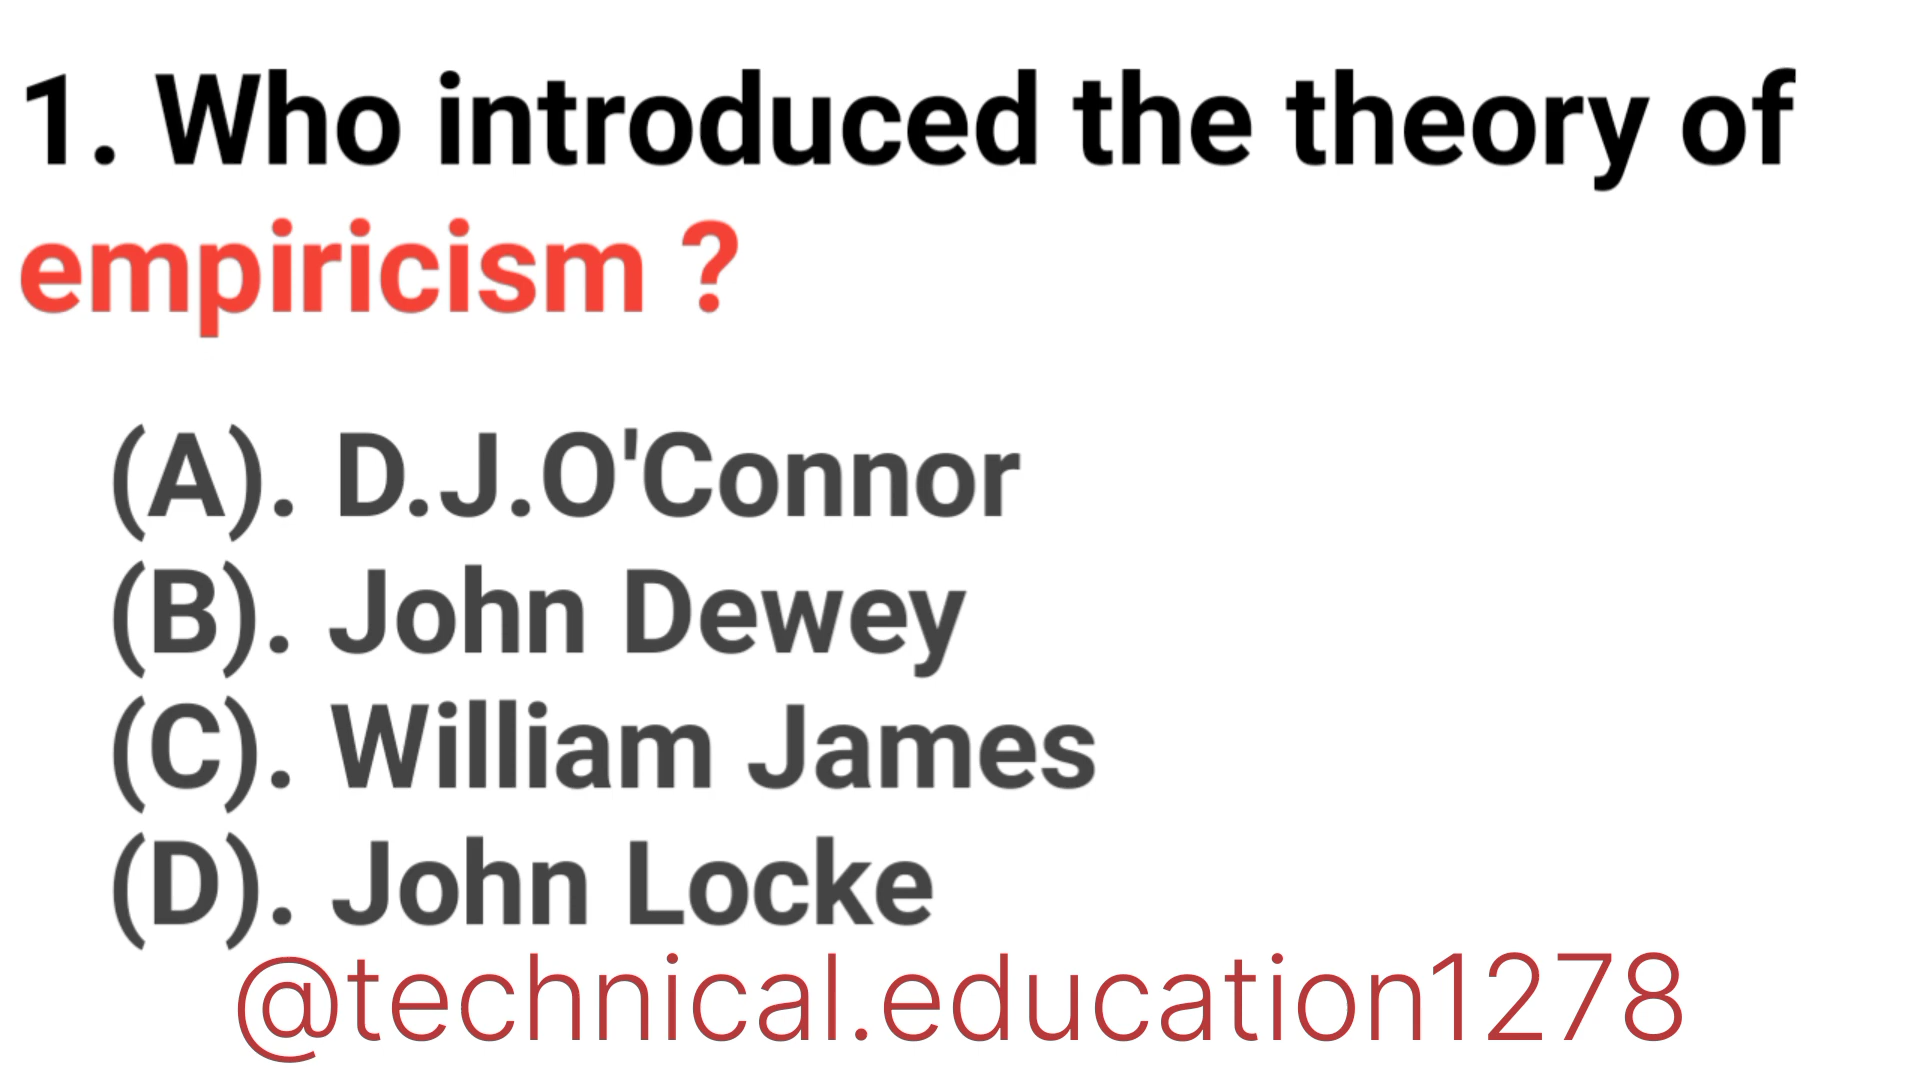 1. Who introduced the theory of
empiricism ?
(A). D.J.O'Connor
(B). John Dewey
(C). William James
(D). John Locke
@technical.education1278